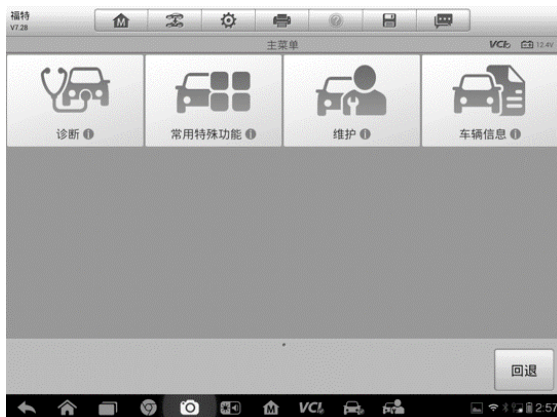 福特
V7.28
主菜单
VCI
12.4V
诊断
常用特殊功能
维护
车辆信息
回退
VCI
2:57